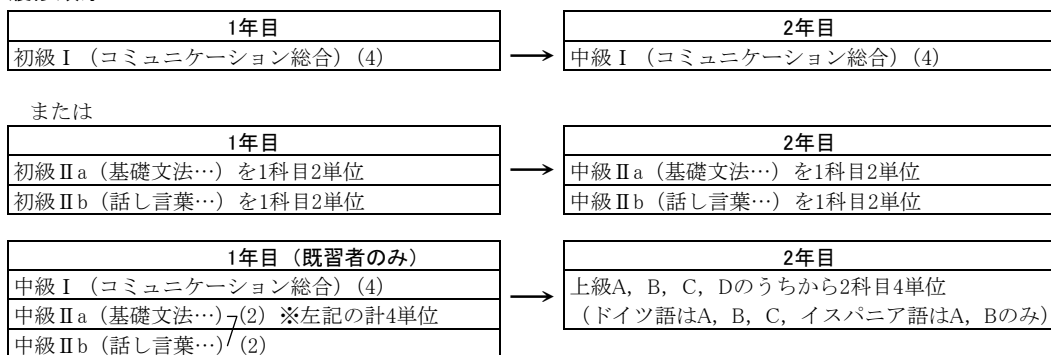 1年目
初級Ⅰ（コミュニケーション総合）(4)
→
2年目
中級Ⅰ（コミュニケーション総合）(4)
または
1年目
初級Ⅱa（基礎文法…）を1科目2単位
初級Ⅱb（話し言葉…）を1科目2単位
→
2年目
中級Ⅱa（基礎文法…）を1科目2単位
中級Ⅱb（話し言葉…）を1科目2単位
1年目（既習者のみ）
中級Ⅰ（コミュニケーション総合）(4)
中級Ⅱa（基礎文法…）(2) ※左記の計4単位
中級Ⅱb（話し言葉…）(2)
→
2年目
上級A，B，C，Dのうちから2科目4単位
（ドイツ語はA，B，C，イスパニア語はA，Bのみ）